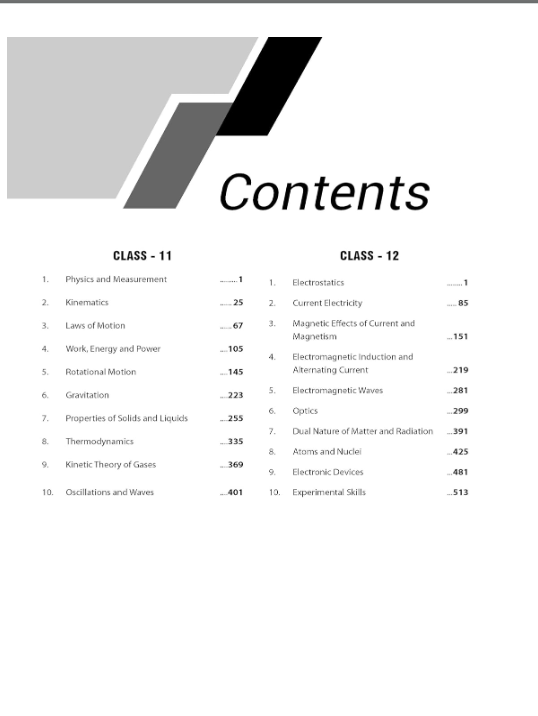 Contents
CLASS - 11
1. Physics and Measurement ......... 1
2. Kinematics ...... 25
3. Laws of Motion ...... 67
4. Work, Energy and Power ....105
5. Rotational Motion ....145
6. Gravitation ....223
7. Properties of Solids and Liquids ....255
8. Thermodynamics ....335
9. Kinetic Theory of Gases ....369
10. Oscillations and Waves ....401
CLASS - 12
1. Electrostatics ........ 1
2. Current Electricity ..... 85
3. Magnetic Effects of Current and
Magnetism ...151
4. Electromagnetic Induction and
Alternating Current ...219
5. Electromagnetic Waves ...281
6. Optics ...299
7. Dual Nature of Matter and Radiation ...391
8. Atoms and Nuclei ...425
9. Electronic Devices ...481
10. Experimental Skills ...513